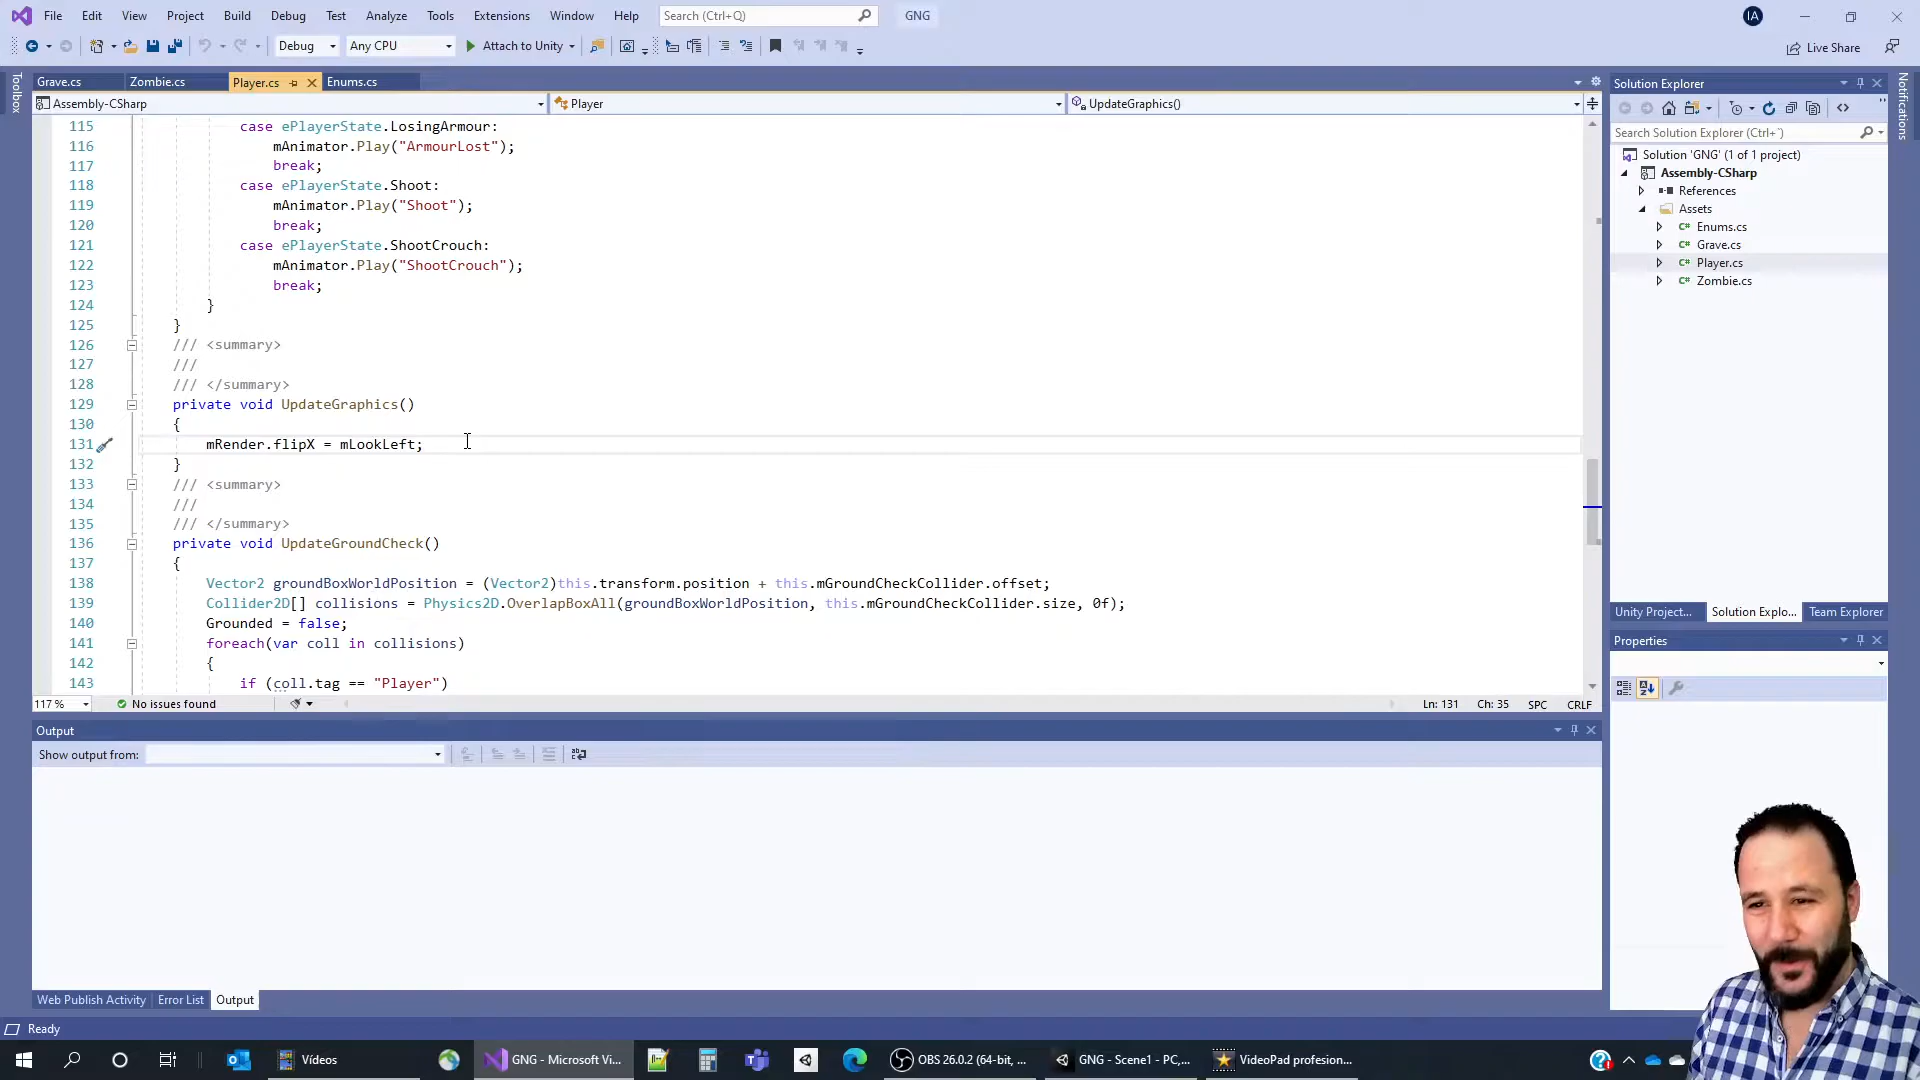 File Edit View Project Build Debug Test Analyze Tools Extensions Window Help Search (Ctrl+Q) GNG IA
Debug Any CPU Attach to Unity Live Share
Toolbox
Grave.cs Zombie.cs Player.cs Enums.cs
Assembly-CSharp Player UpdateGraphics()
115 case ePlayerState.LosingArmour:
116 mAnimator.Play("ArmourLost");
117 break;
118 case ePlayerState.Shoot:
119 mAnimator.Play("Shoot");
120 break;
121 case ePlayerState.ShootCrouch:
122 mAnimator.Play("ShootCrouch");
123 break;
124 }
125 }
126 /// <summary>
127 ///
128 /// </summary>
129 private void UpdateGraphics()
130 {
131 mRender.flipX = mLookLeft;
132 }
133 /// <summary>
134 ///
135 /// </summary>
136 private void UpdateGroundCheck()
137 {
138 Vector2 groundBoxWorldPosition = (Vector2)this.transform.position + this.mGroundCheckCollider.offset;
139 Collider2D[] collisions = Physics2D.OverlapBoxAll(groundBoxWorldPosition, this.mGroundCheckCollider.size, 0f);
140 Grounded = false;
141 foreach(var coll in collisions)
142 {
143 if (coll.tag == "Player")
117 % No issues found Ln: 131 Ch: 35 SPC CRLF
Output
Show output from:
Web Publish Activity Error List Output
Ready
Solution Explorer
Search Solution Explorer (Ctrl+´)
Solution 'GNG' (1 of 1 project)
Assembly-CSharp
References
Assets
Enums.cs
Grave.cs
Player.cs
Zombie.cs
Unity Project... Solution Explo... Team Explorer
Properties
Notifications
Vídeos GNG - Microsoft Vi... OBS 26.0.2 (64-bit, ... GNG - Scene1 - PC,... VideoPad profesion...